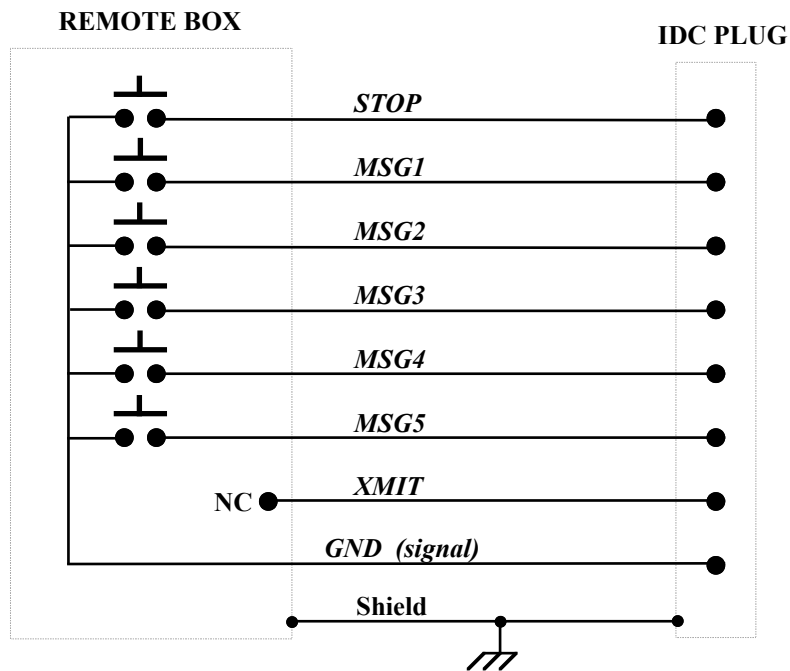 REMOTE BOX
IDC PLUG
STOP
MSG1
MSG2
MSG3
MSG4
MSG5
NC
XMIT
GND (signal)
Shield